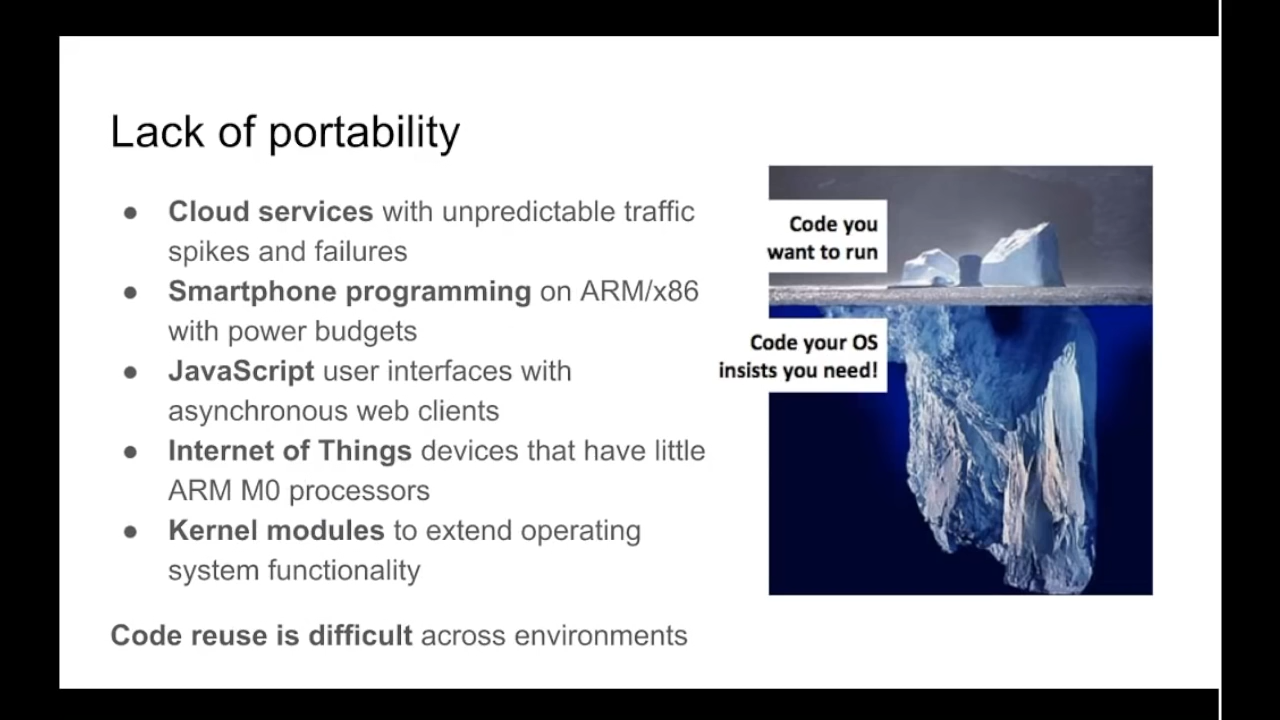 Lack of portability
● Cloud services with unpredictable traffic
spikes and failures
● Smartphone programming on ARM/x86
with power budgets
● JavaScript user interfaces with
asynchronous web clients
● Internet of Things devices that have little
ARM M0 processors
● Kernel modules to extend operating
system functionality
Code reuse is difficult across environments
Code you
want to run
Code your OS
insists you need!